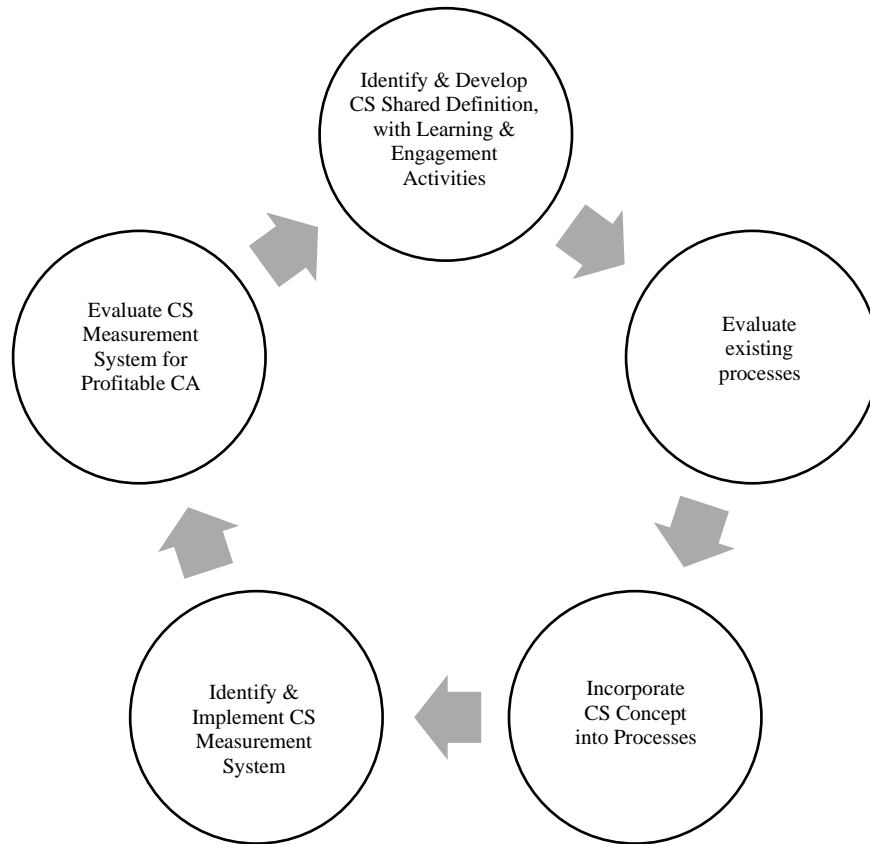 Identify & Develop
CS Shared Definition,
with Learning &
Engagement
Activities
Evaluate
existing
processes
Incorporate
CS Concept
into Processes
Identify &
Implement CS
Measurement
System
Evaluate CS
Measurement
System for
Profitable CA